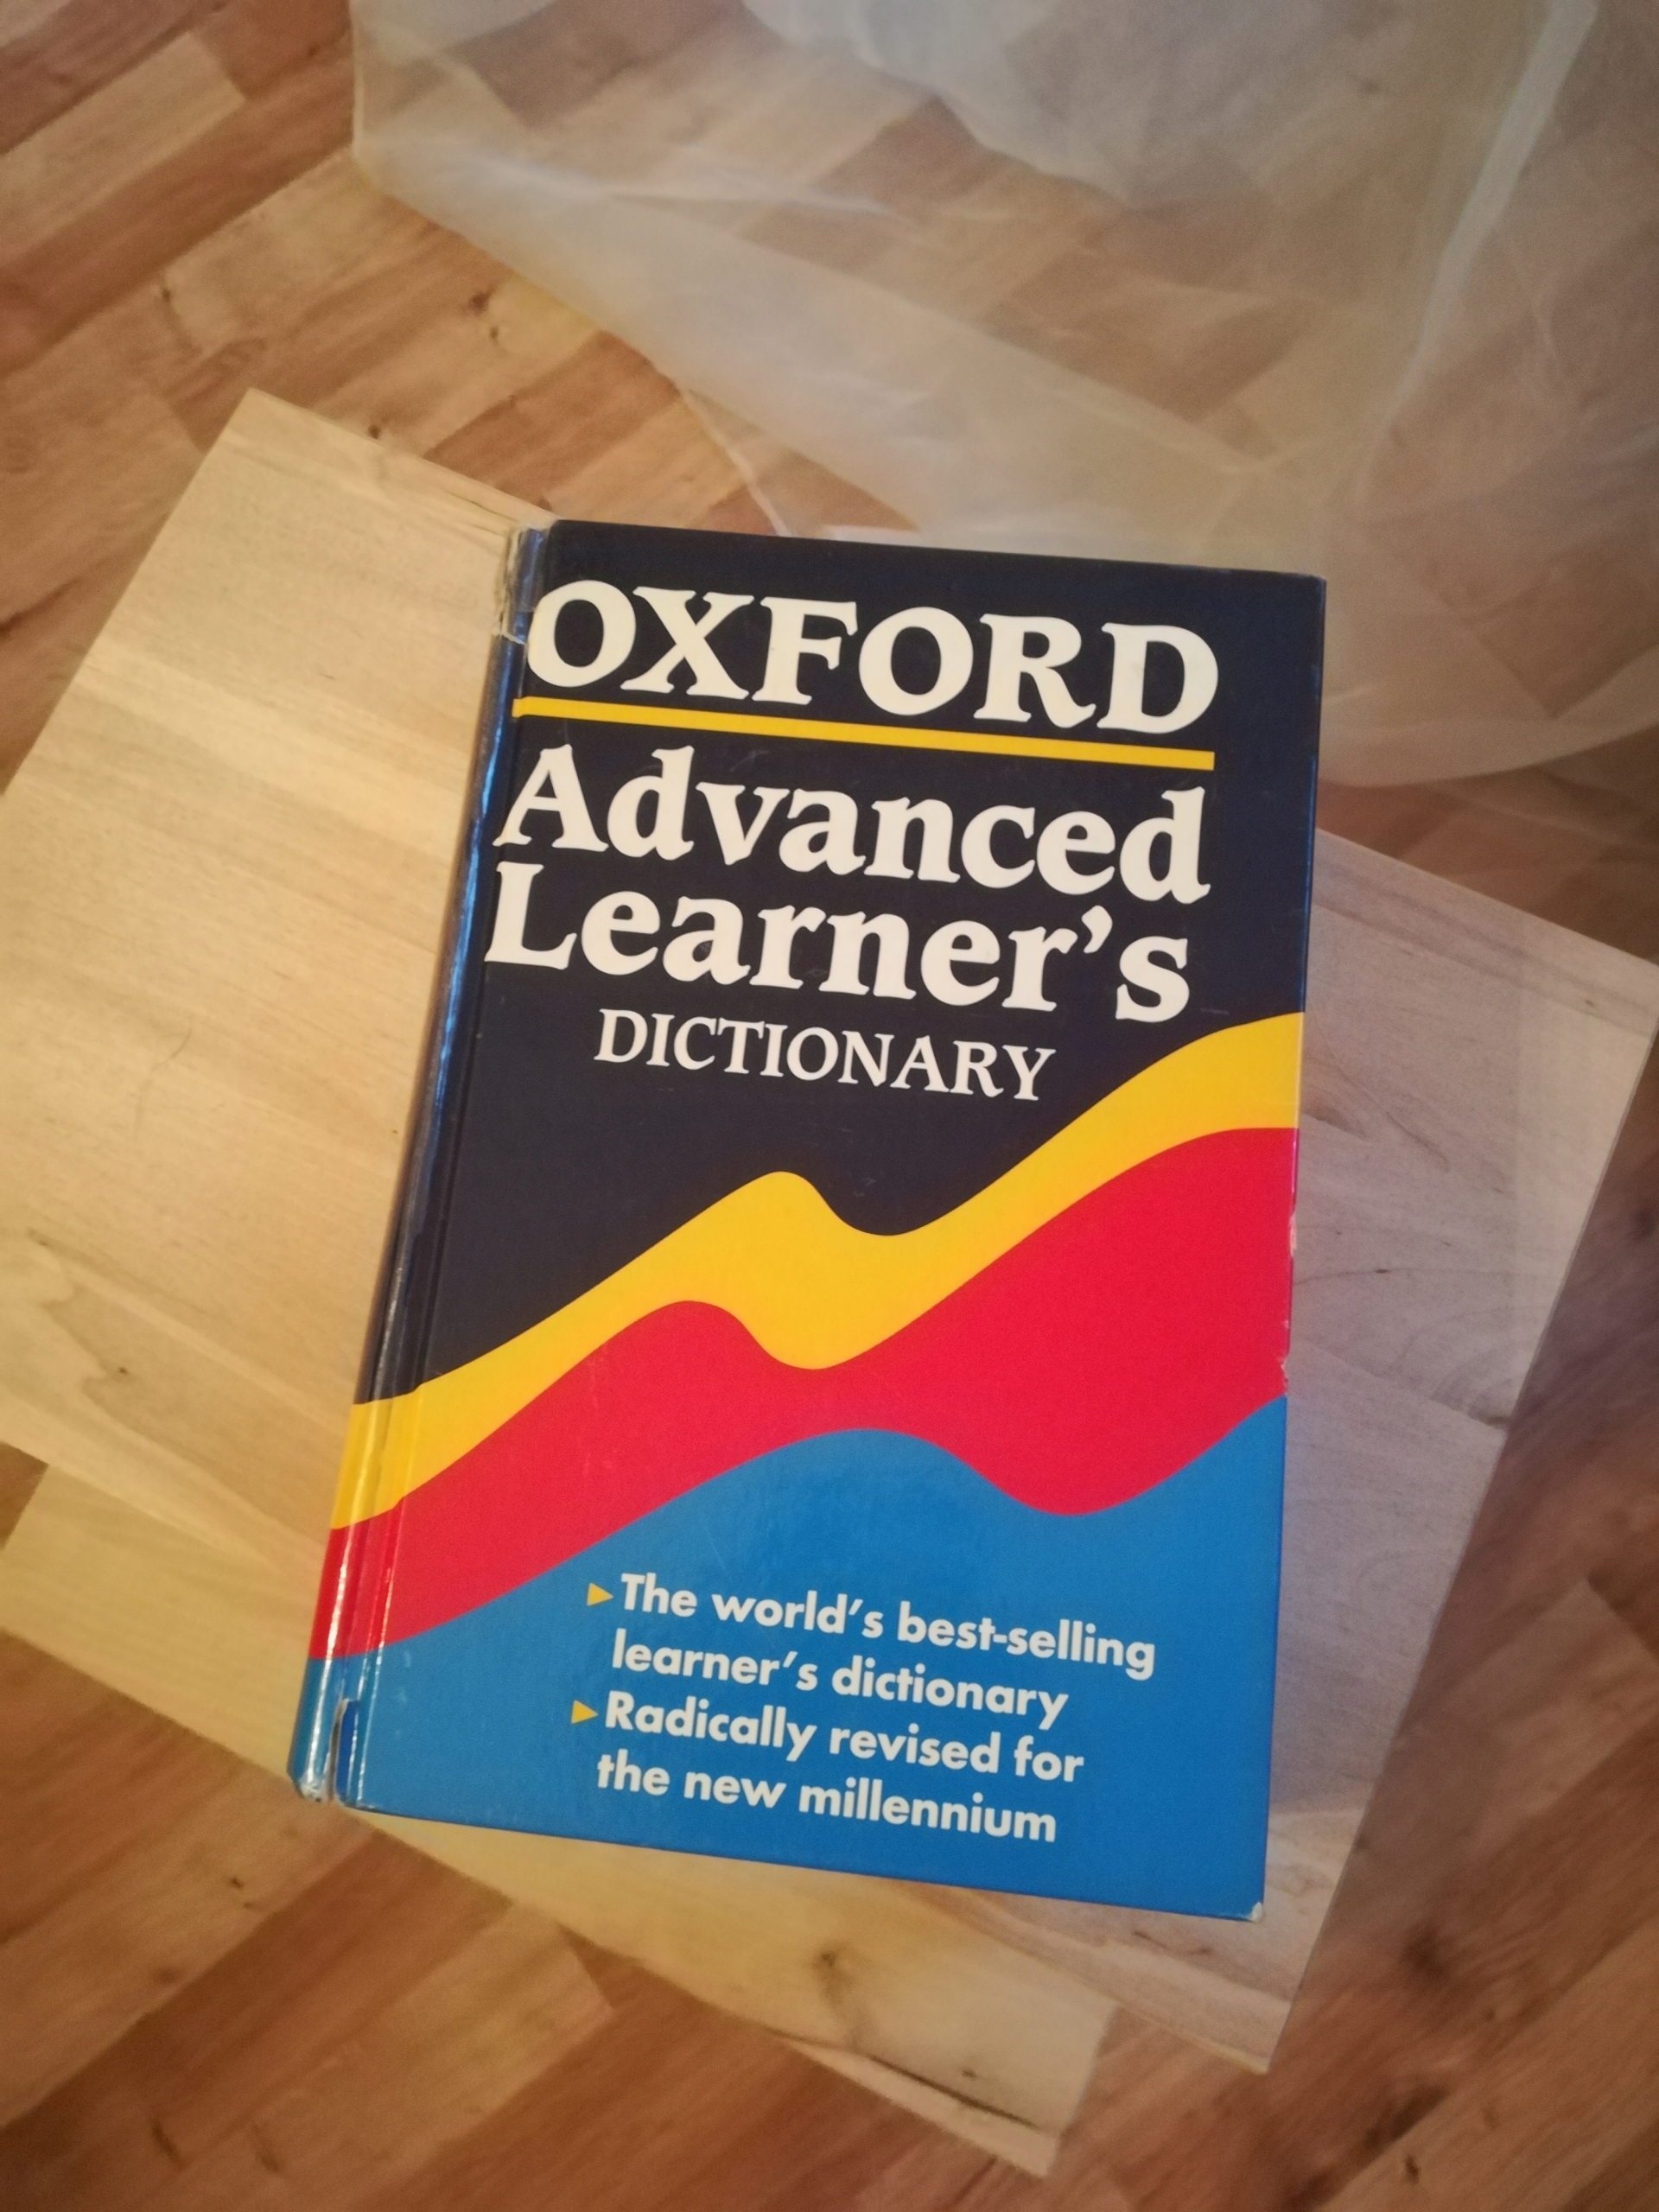 OXFORD
Advanced
Learner's
DICTIONARY
▸The world's best-selling
learner's dictionary
▸Radically revised for
the new millennium